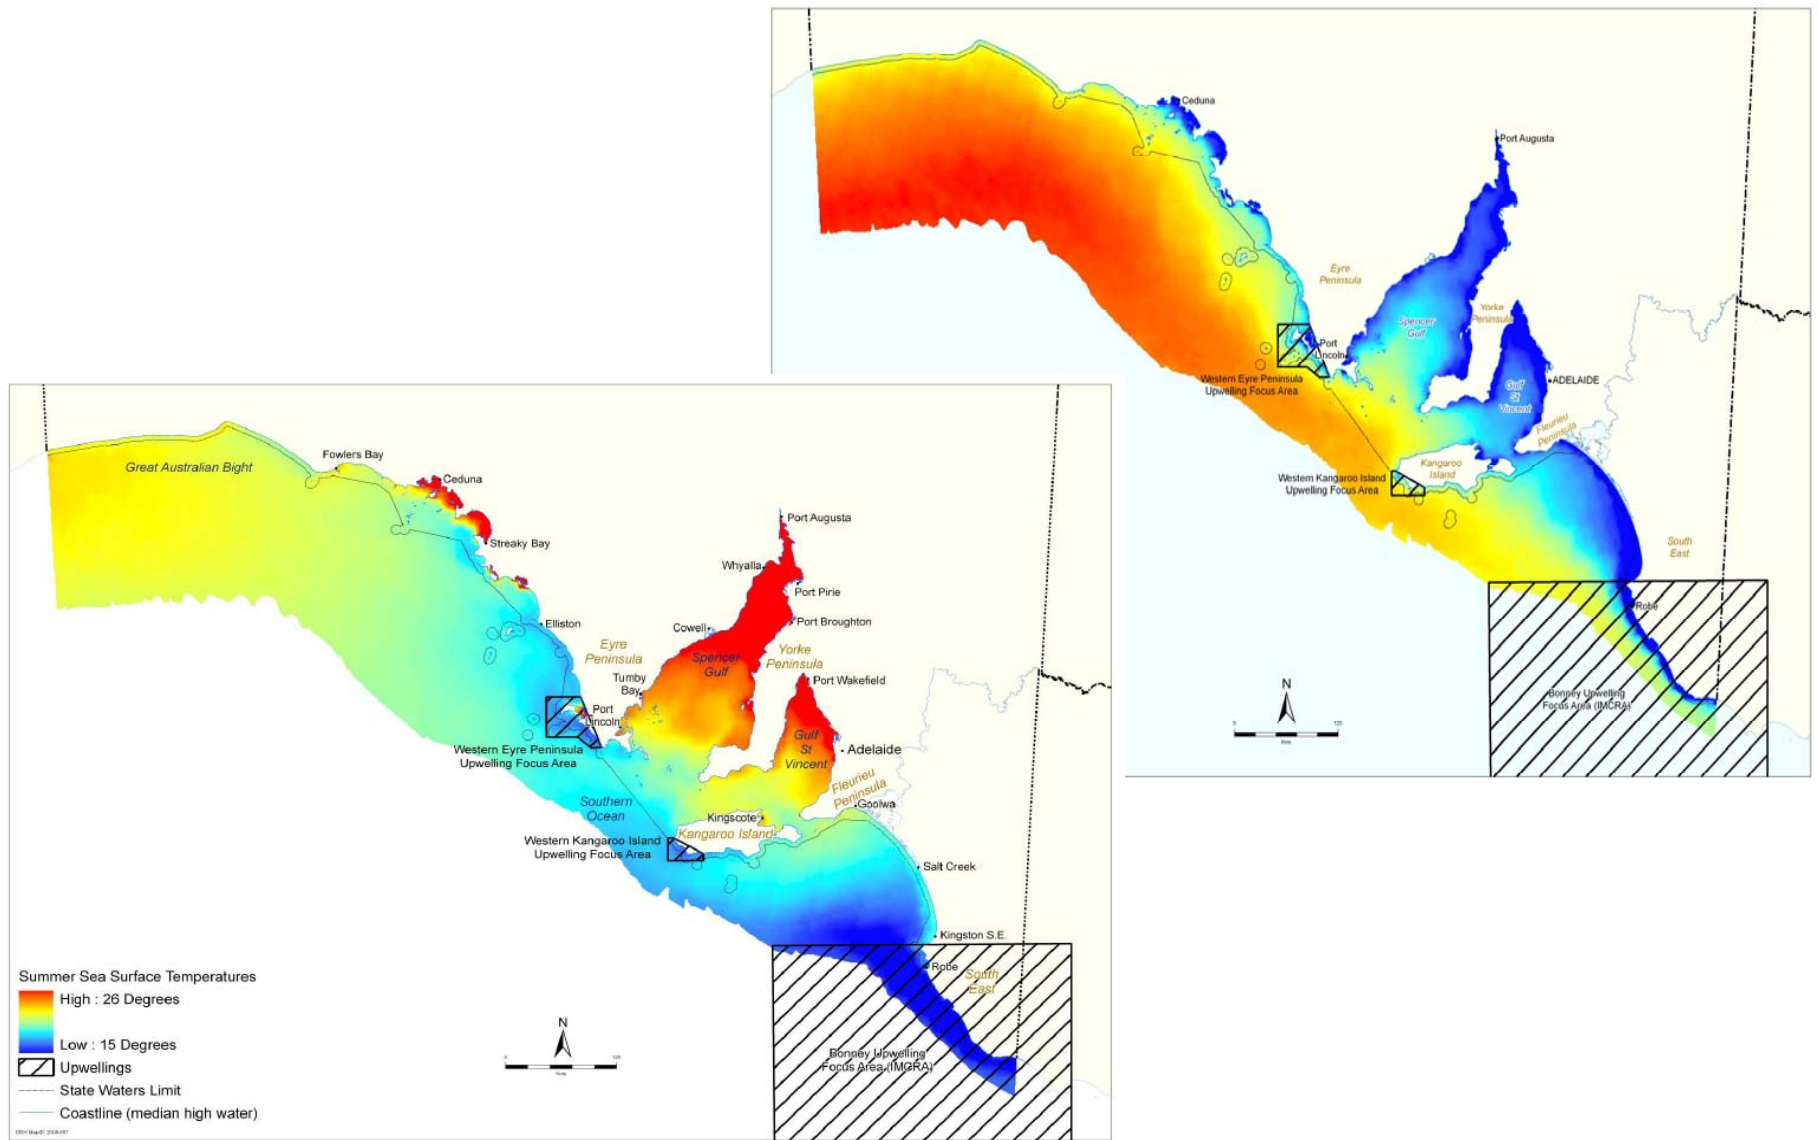 Ceduna
Port Augusta
Eyre
Peninsula
Yorke
Peninsula
Spencer
Gulf
Port
Lincoln
Western Eyre Peninsula
Upwelling Focus Area
ADELAIDE
Gulf
St
Vincent
Fleurieu
Peninsula
Kangaroo
Island
Western Kangaroo Island
Upwelling Focus Area
South
East
Robe
N
Bonney Upwelling
Focus Area (IMCRA)
Great Australian Bight
Fowlers Bay
Ceduna
Streaky Bay
Port Augusta
Whyalla
Port Pirie
Port Broughton
Cowell
Elliston
Eyre
Peninsula
Yorke
Peninsula
Spencer
Gulf
Tumby
Bay
Port Wakefield
Port
Lincoln
Gulf
St
Vincent
Adelaide
Western Eyre Peninsula
Upwelling Focus Area
Fleurieu
Peninsula
Goolwa
Southern
Ocean
Kingscote
Kangaroo Island
Western Kangaroo Island
Upwelling Focus Area
Salt Creek
Kingston S.E.
Robe
South
East
N
Bonney Upwelling
Focus Area (IMCRA)
Summer Sea Surface Temperatures
High : 26 Degrees
Low : 15 Degrees
Upwellings
State Waters Limit
Coastline (median high water)